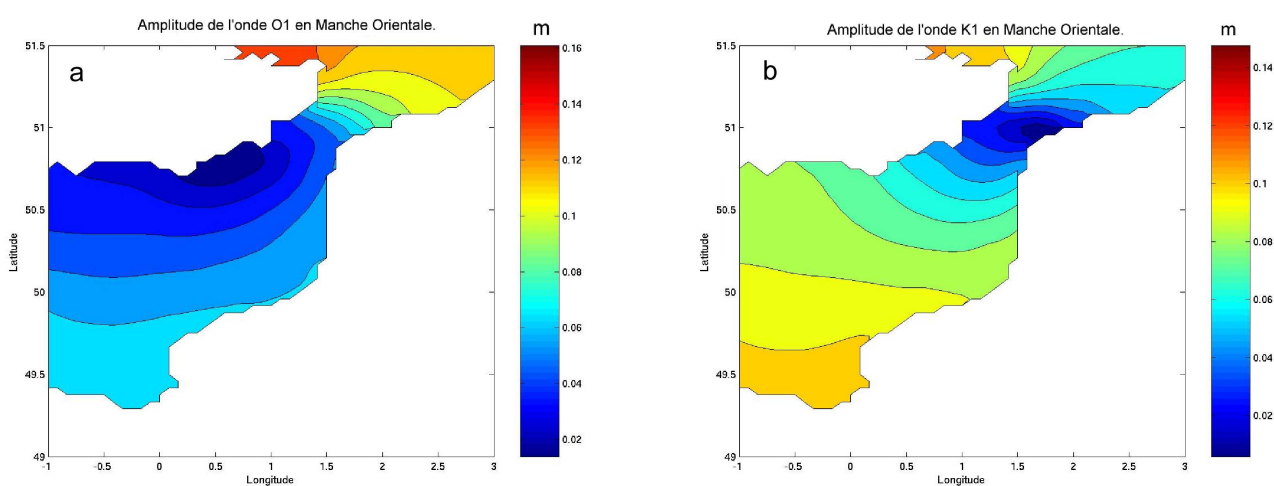 Amplitude de l'onde O1 en Manche Orientale.
m
a
51.5
51
50.5
50
49.5
49
Latitude
-1 -0.5 0 0.5 1 1.5 2 2.5 3
Longitude
0.16
0.14
0.12
0.1
0.08
0.06
0.04
0.02
Amplitude de l'onde K1 en Manche Orientale.
m
b
51.5
51
50.5
50
49.5
49
Latitude
-1 -0.5 0 0.5 1 1.5 2 2.5 3
Longitude
0.14
0.12
0.1
0.08
0.06
0.04
0.02